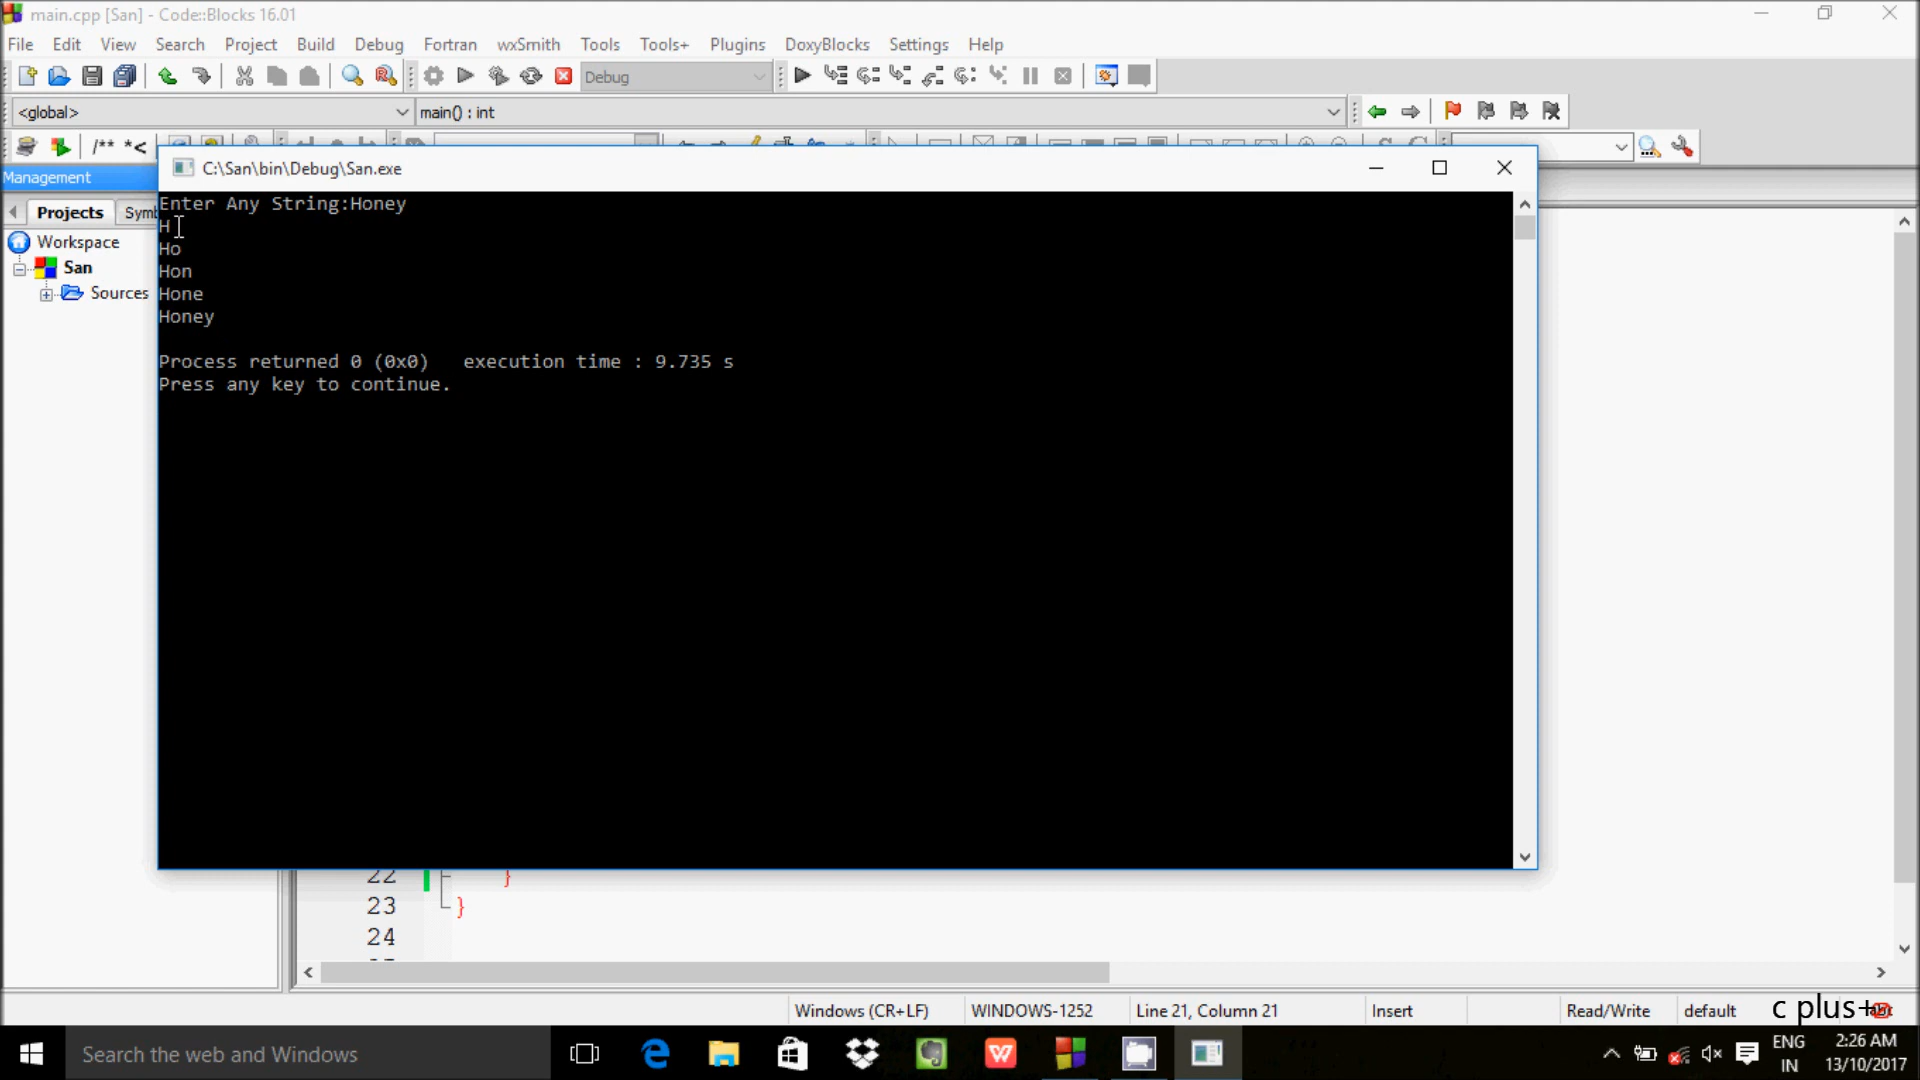 main.cpp [San] - Code::Blocks 16.01
File Edit View Search Project Build Debug Fortran wxSmith Tools Tools+ Plugins DoxyBlocks Settings Help
Debug
<global> main() : int
/** *<
C:\San\bin\Debug\San.exe
Management
Projects
Workspace
San
Sources
Enter Any String:Honey
H
Ho
Hon
Hone
Honey
Process returned 0 (0x0)   execution time : 9.735 s
Press any key to continue.
22 }
23 }
24
Windows (CR+LF) WINDOWS-1252 Line 21, Column 21 Insert Read/Write default
c plus+
Search the web and Windows
ENG
IN
2:26 AM
13/10/2017